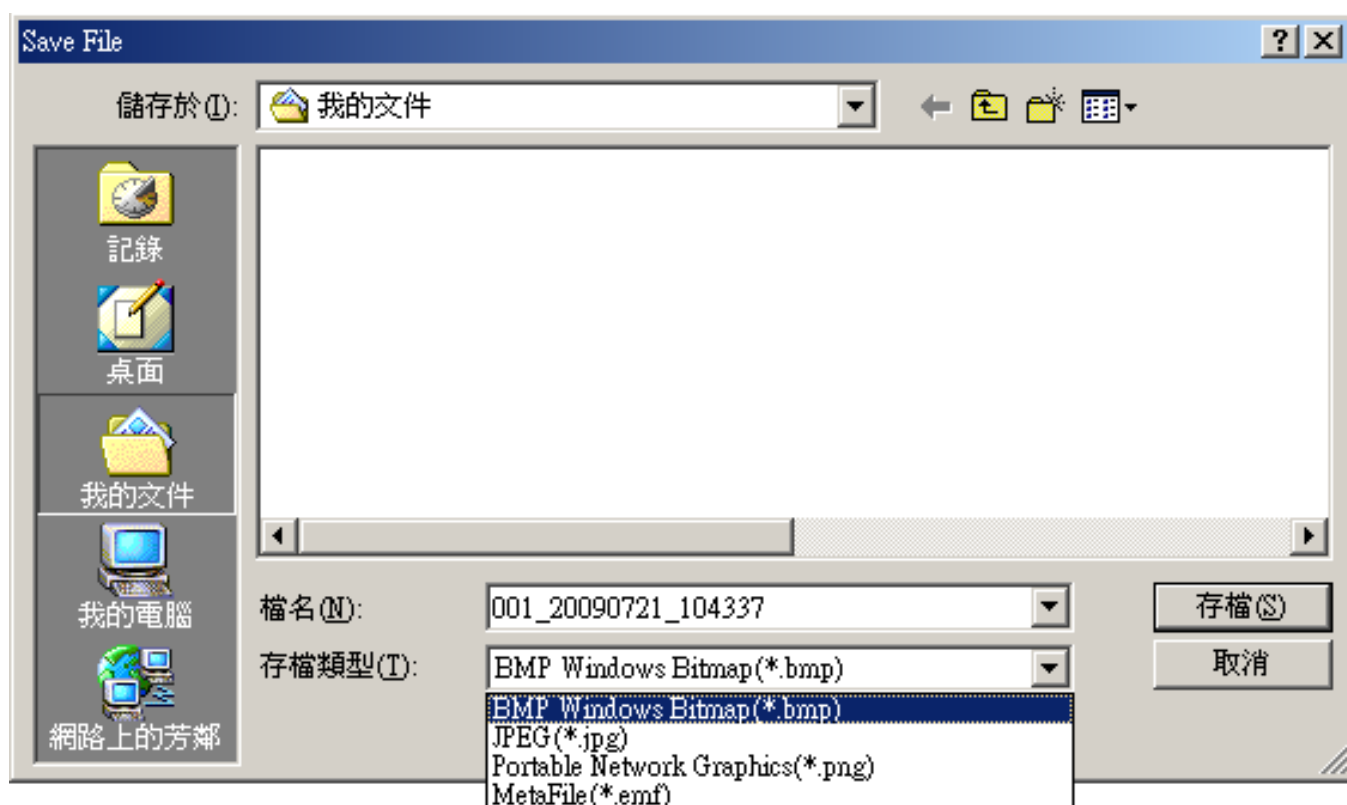 Save File
儲存於(I):
我的文件
記錄
桌面
我的文件
我的電腦
網路上的芳鄰
檔名(N):
001_20090721_104337
存檔(S)
存檔類型(T):
BMP Windows Bitmap(*.bmp)
取消
BMP Windows Bitmap(*.bmp)
JPEG(*.jpg)
Portable Network Graphics(*.png)
MetaFile(*.emf)